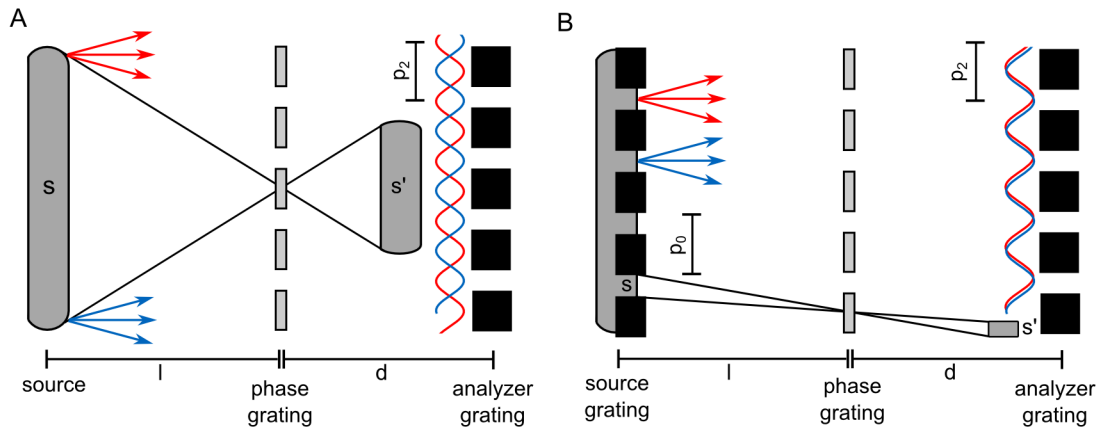 A
s
s'
p2
l
d
source
phase
grating
analyzer
grating
B
p0
s
s'
p2
l
d
source
grating
phase
grating
analyzer
grating